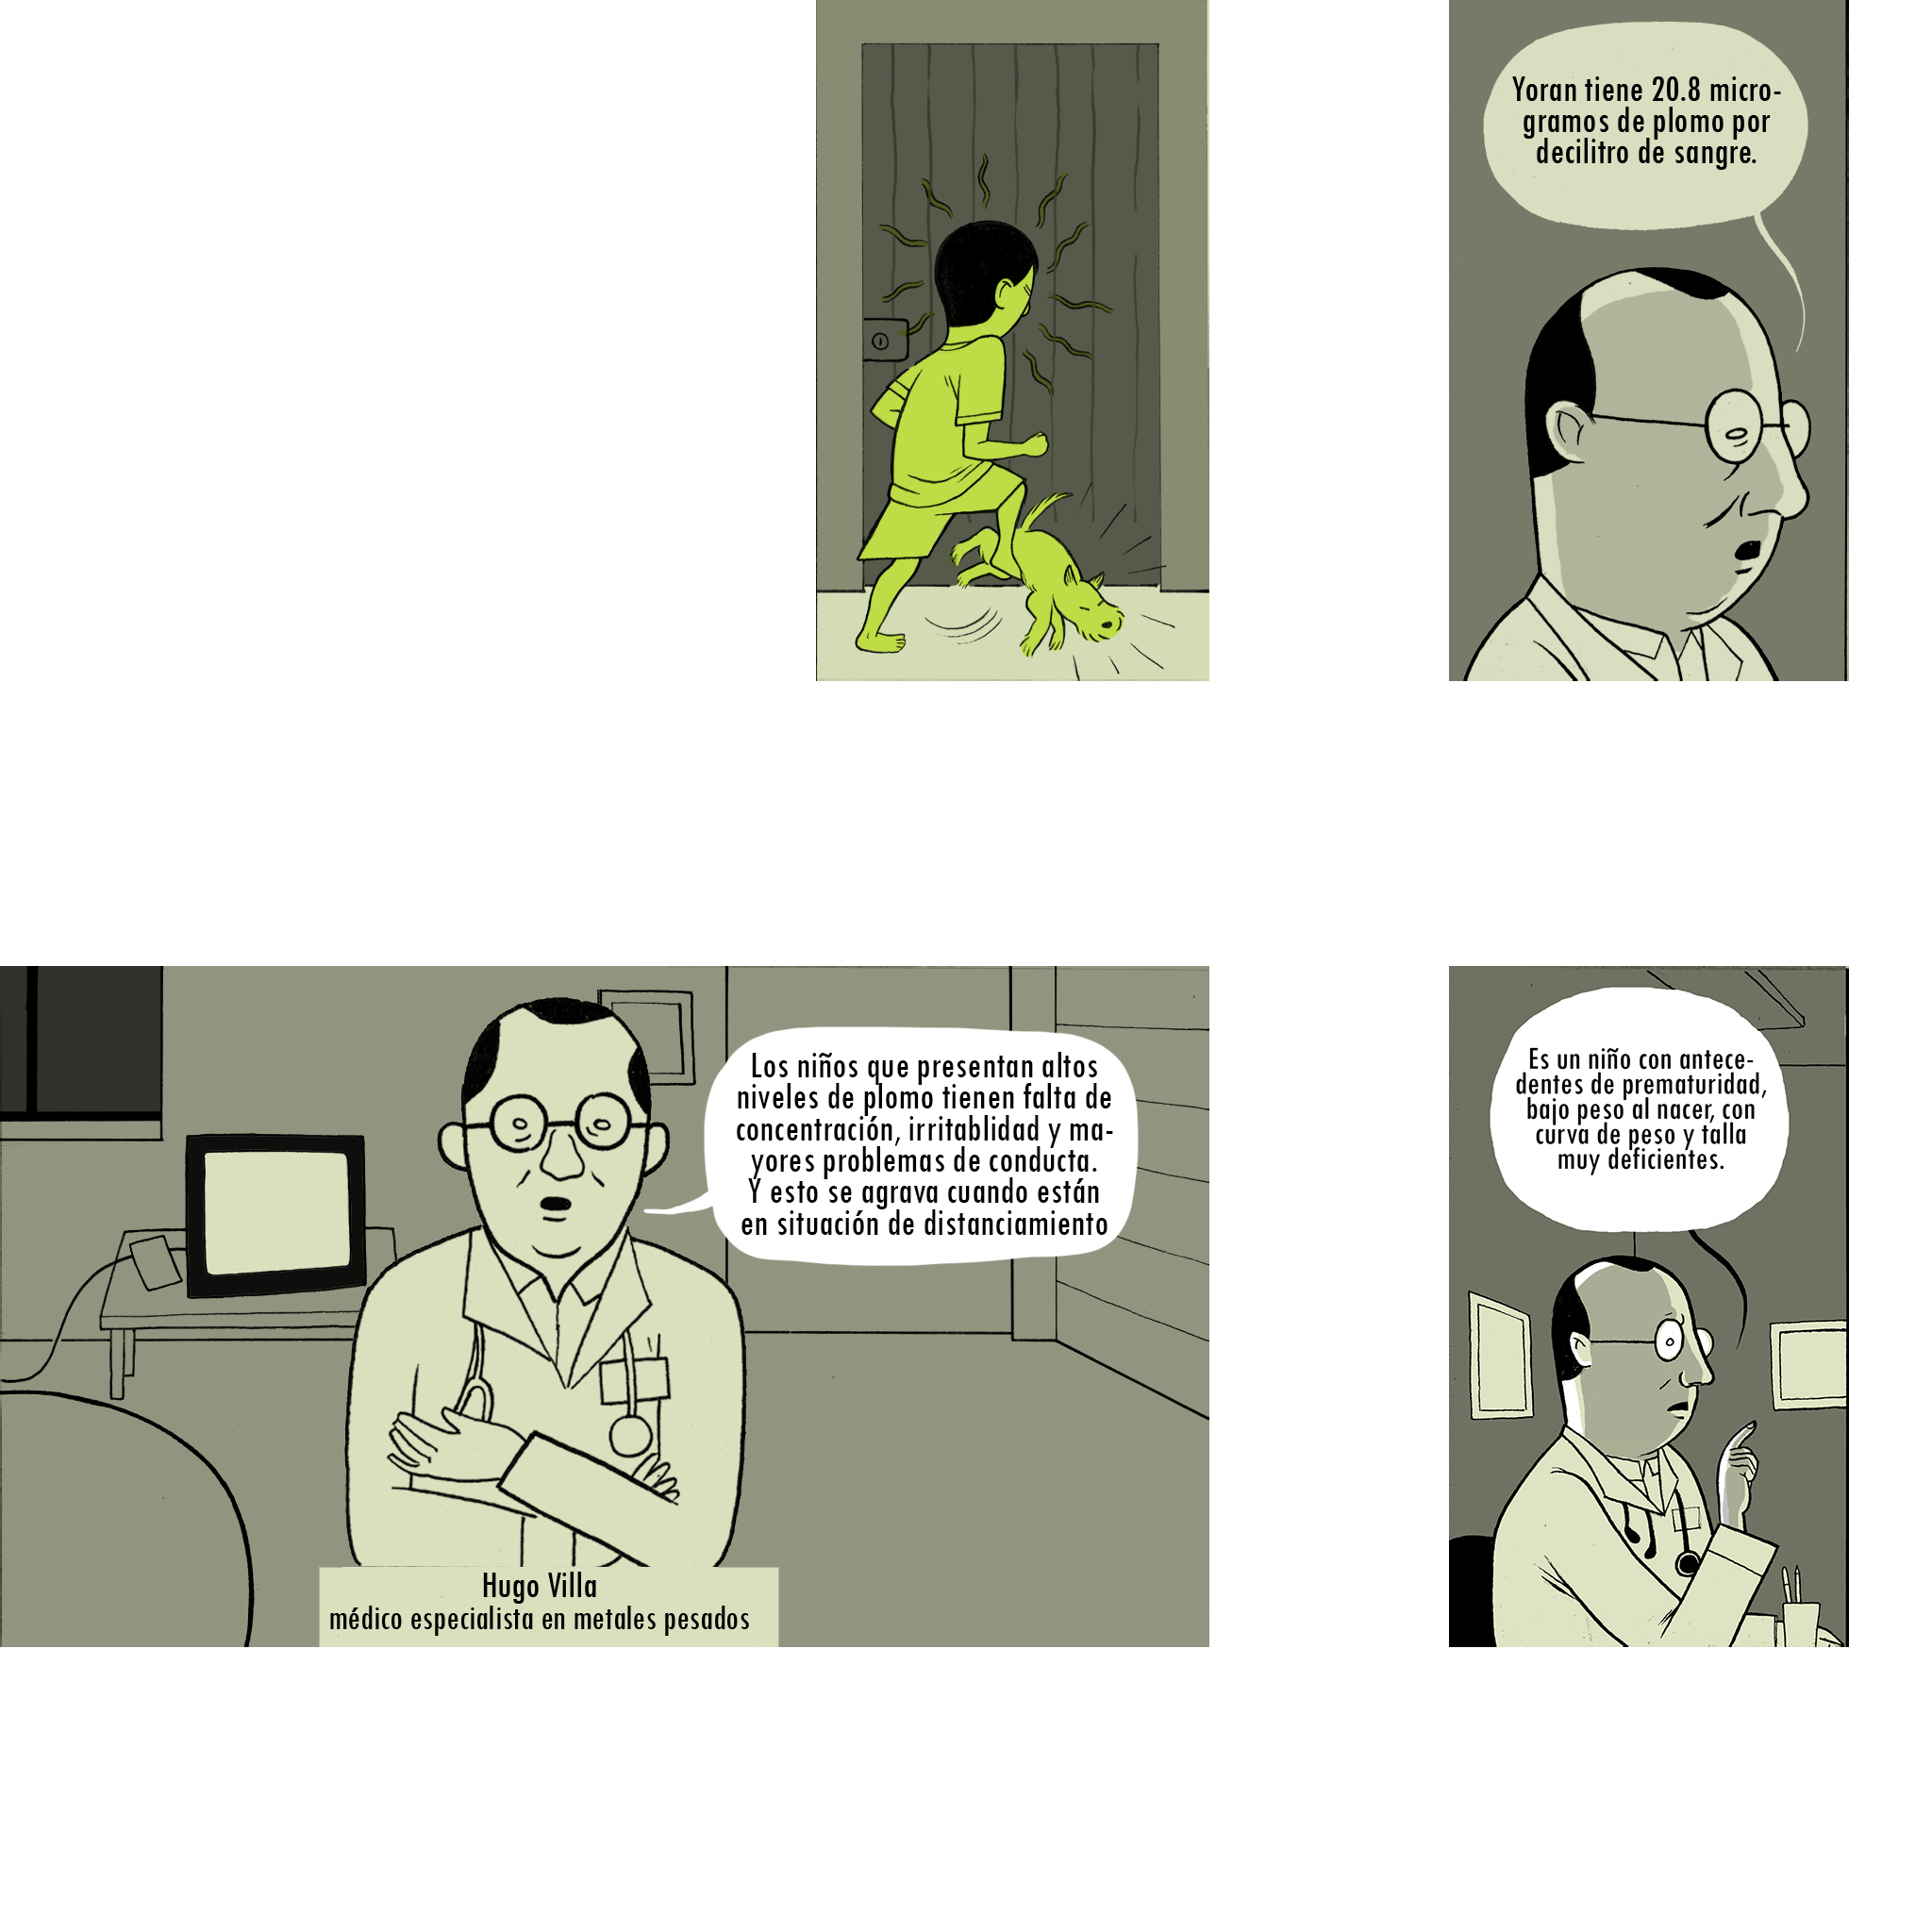 Yoran tiene 20.8 micro-
gramos de plomo por
decilitro de sangre.
Los niños que presentan altos
niveles de plomo tienen falta de
concentración, irritablidad y ma-
yores problemas de conducta.
Y esto se agrava cuando están
en situación de distanciamiento
Hugo Villa
médico especialista en metales pesados
Es un niño con antece-
dentes de prematuridad,
bajo peso al nacer, con
curva de peso y talla
muy deficientes.